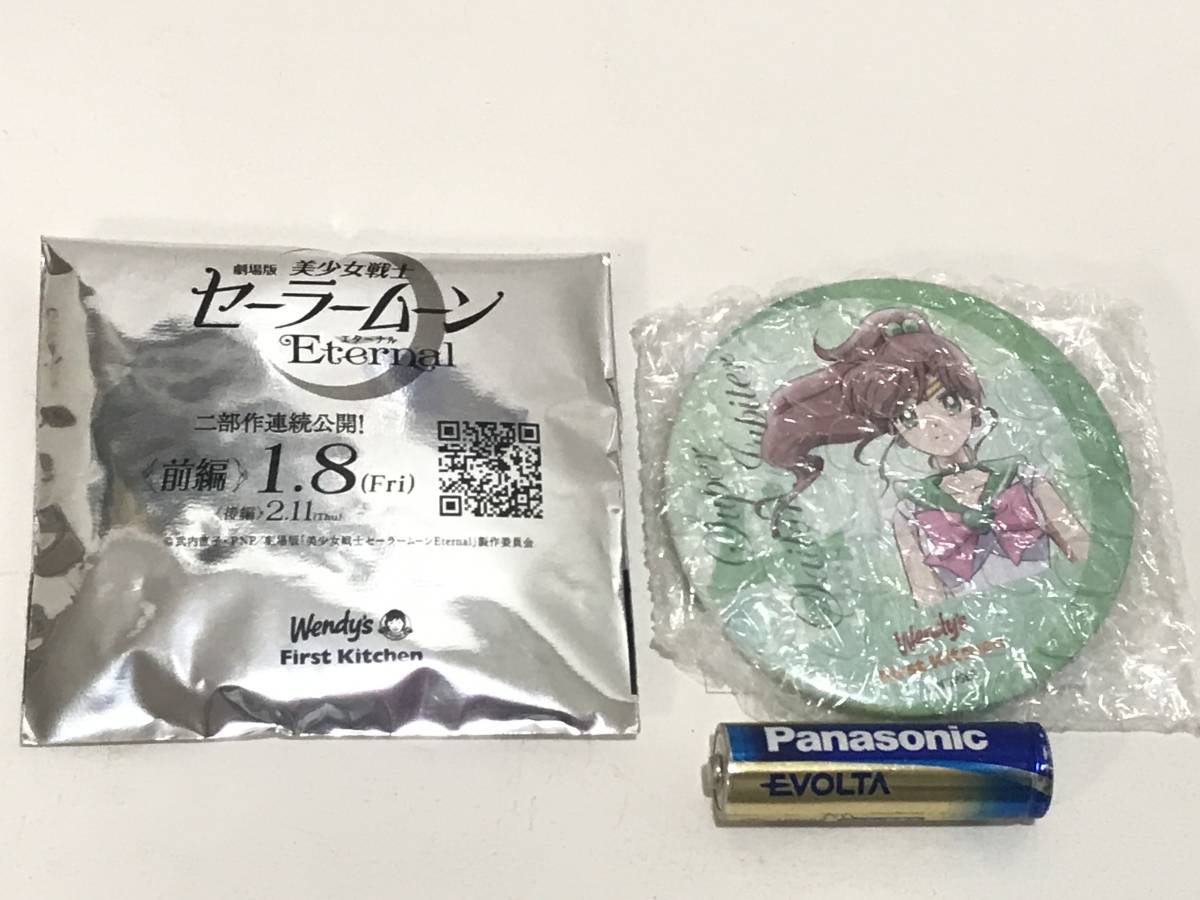 劇場版 美少女戦士
セーラームーン
エターナル
Eternal
二部作連続公開!
《前編》1.8(Fri)
《後編》2.11(Thu)
©武内直子・PNP/劇場版「美少女戦士セーラームーンEternal」製作委員会
Wendy's
First Kitchen
Super
Sailor Jupiter
Wendy's
First Kitchen
Panasonic
EVOLTA